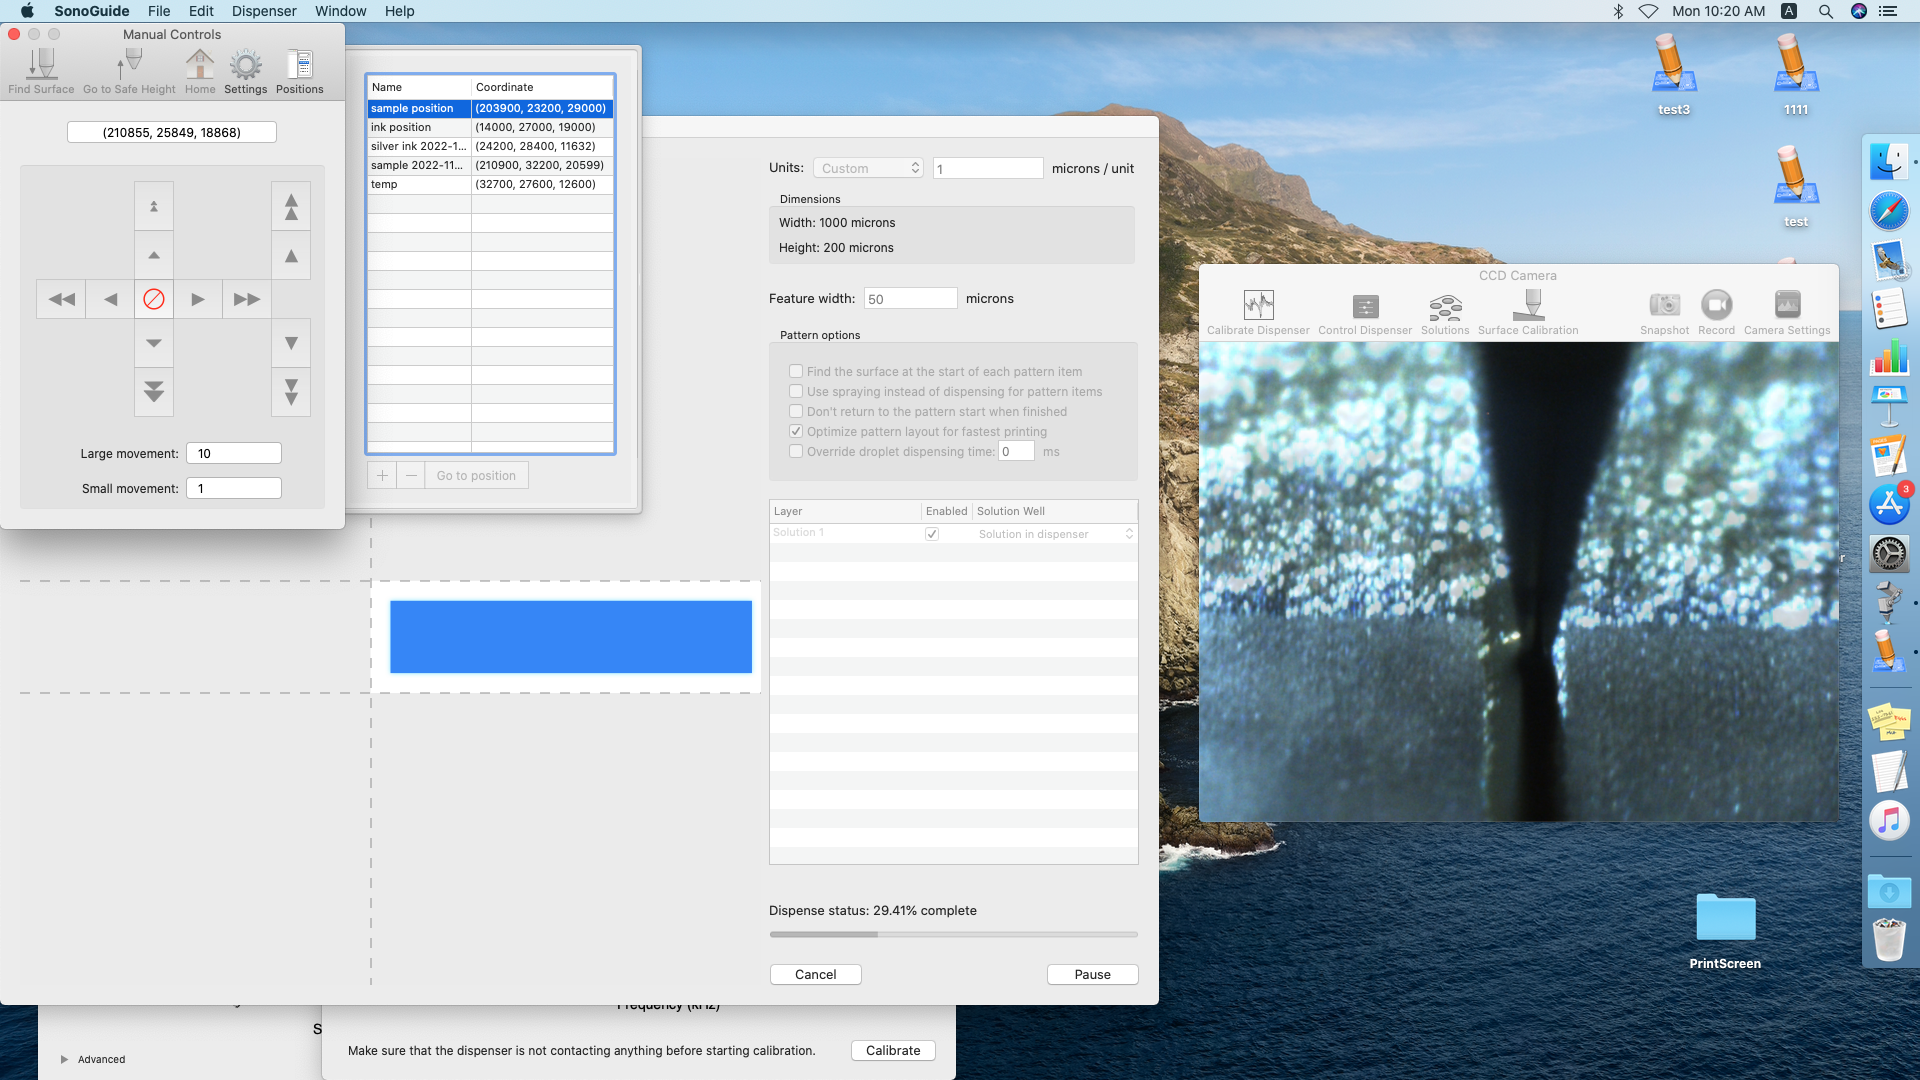 SonoGuide File Edit Dispenser Window Help
Mon 10:20 AM A
Manual Controls
Find Surface Go to Safe Height Home Settings Positions
(210855, 25849, 18868)
Large movement: 10
Small movement: 1
Name Coordinate
sample position (203900, 23200, 29000)
ink position (14000, 27000, 19000)
silver ink 2022-1... (24200, 28400, 11632)
sample 2022-11... (210900, 32200, 20599)
temp (32700, 27600, 12600)
+ − Go to position
Units: Custom 1 microns / unit
Dimensions
Width: 1000 microns
Height: 200 microns
Feature width: 50 microns
Pattern options
Find the surface at the start of each pattern item
Use spraying instead of dispensing for pattern items
Don't return to the pattern start when finished
Optimize pattern layout for fastest printing
Override droplet dispensing time: 0 ms
Layer Enabled Solution Well
Solution 1 Solution in dispenser
Dispense status: 29.41% complete
Cancel Pause
Frequency (kHz)
S
Make sure that the dispenser is not contacting anything before starting calibration. Calibrate
Advanced
CCD Camera
Calibrate Dispenser Control Dispenser Solutions Surface Calibration Snapshot Record Camera Settings
test3
1111
test
r
PrintScreen
3